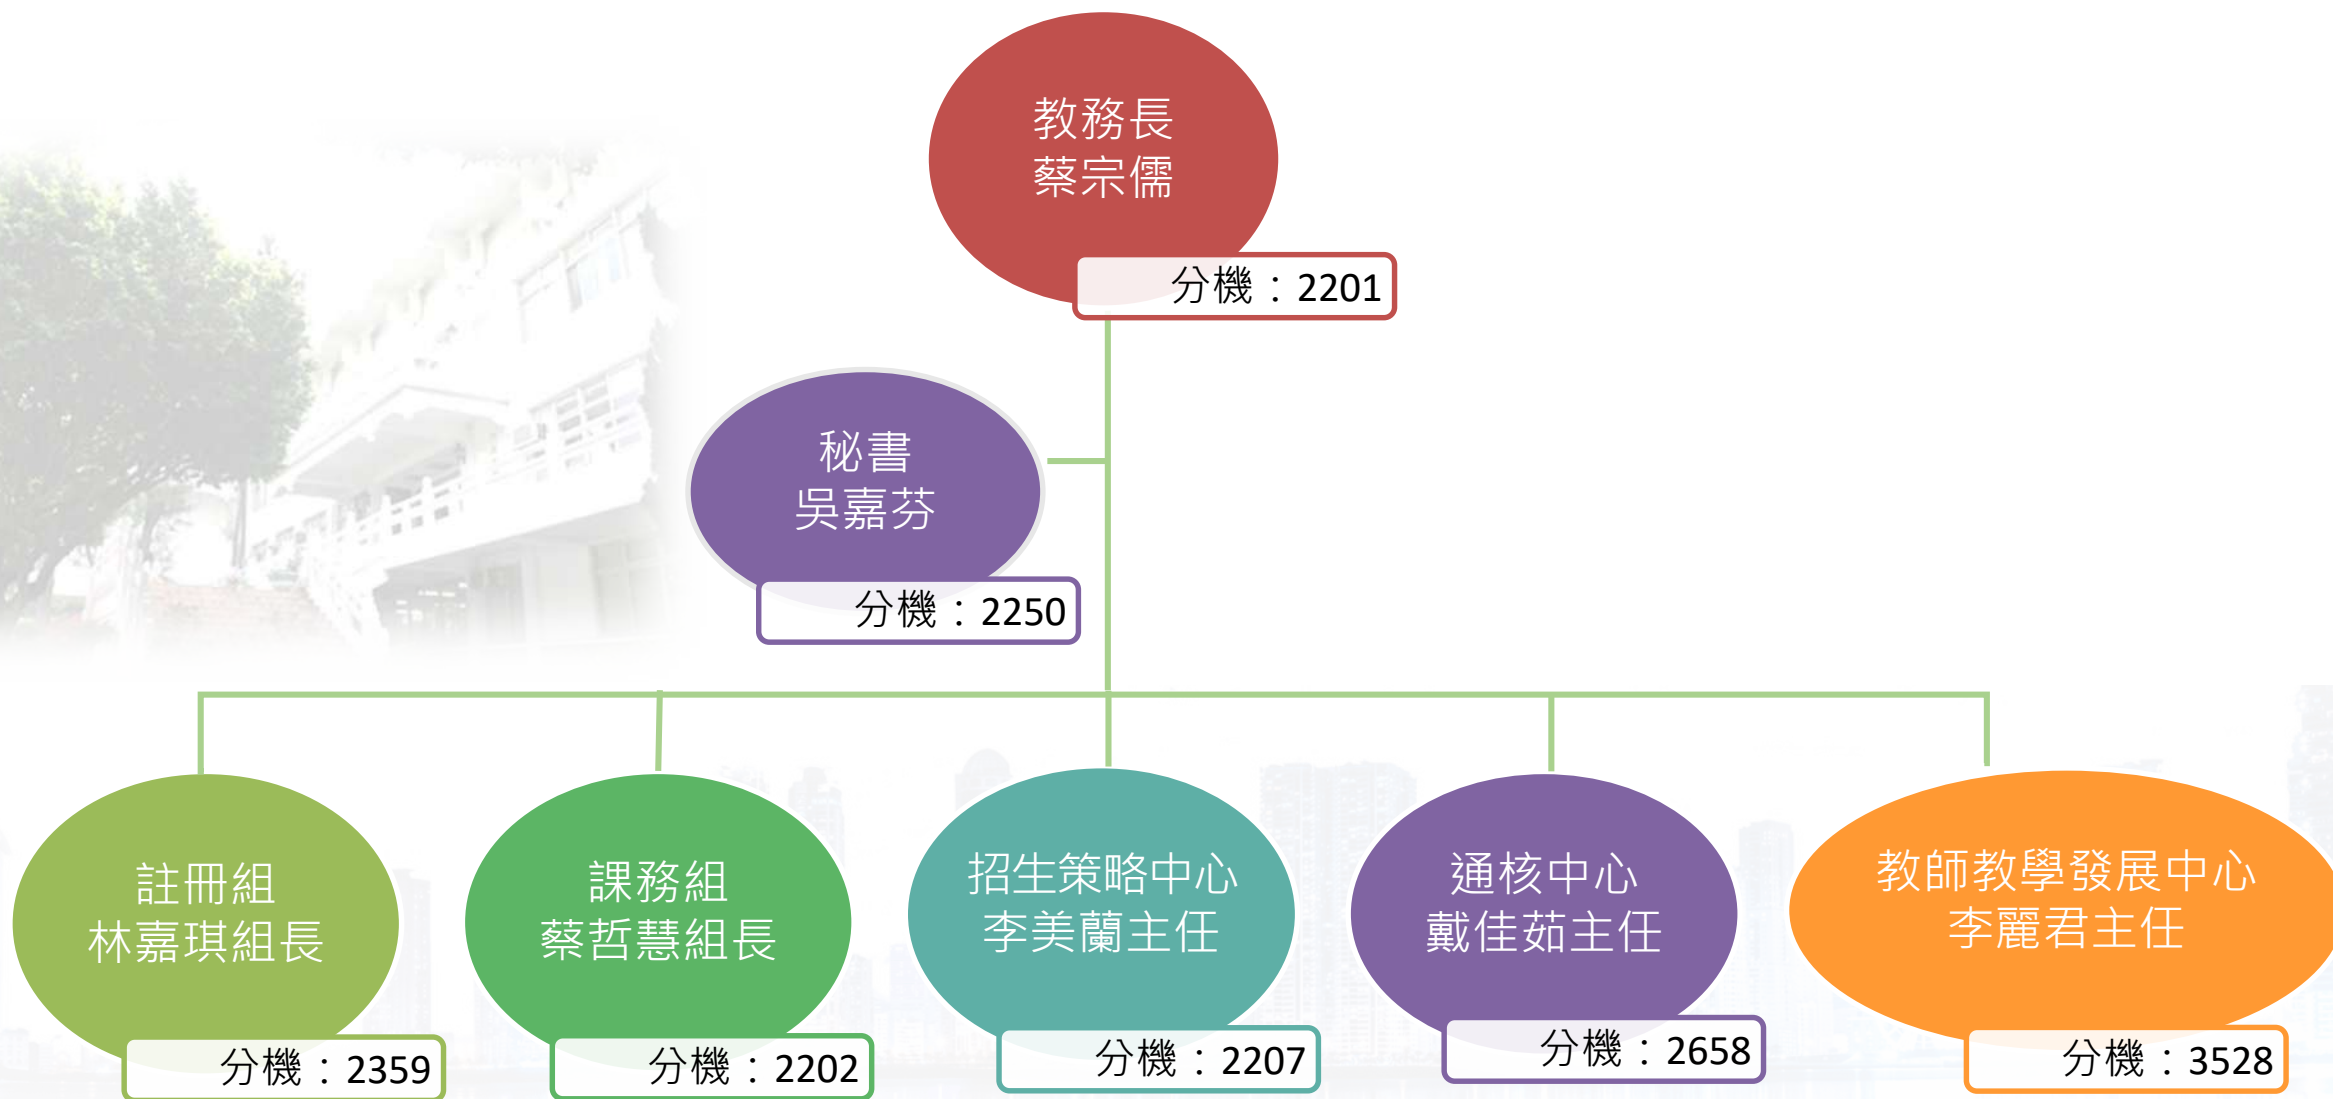 教務長
蔡宗儒
分機：2201
秘書
吳嘉芬
分機：2250
註冊組
林嘉琪組長
分機：2359
課務組
蔡哲慧組長
分機：2202
招生策略中心
李美蘭主任
分機：2207
通核中心
戴佳茹主任
分機：2658
教師教學發展中心
李麗君主任
分機：3528